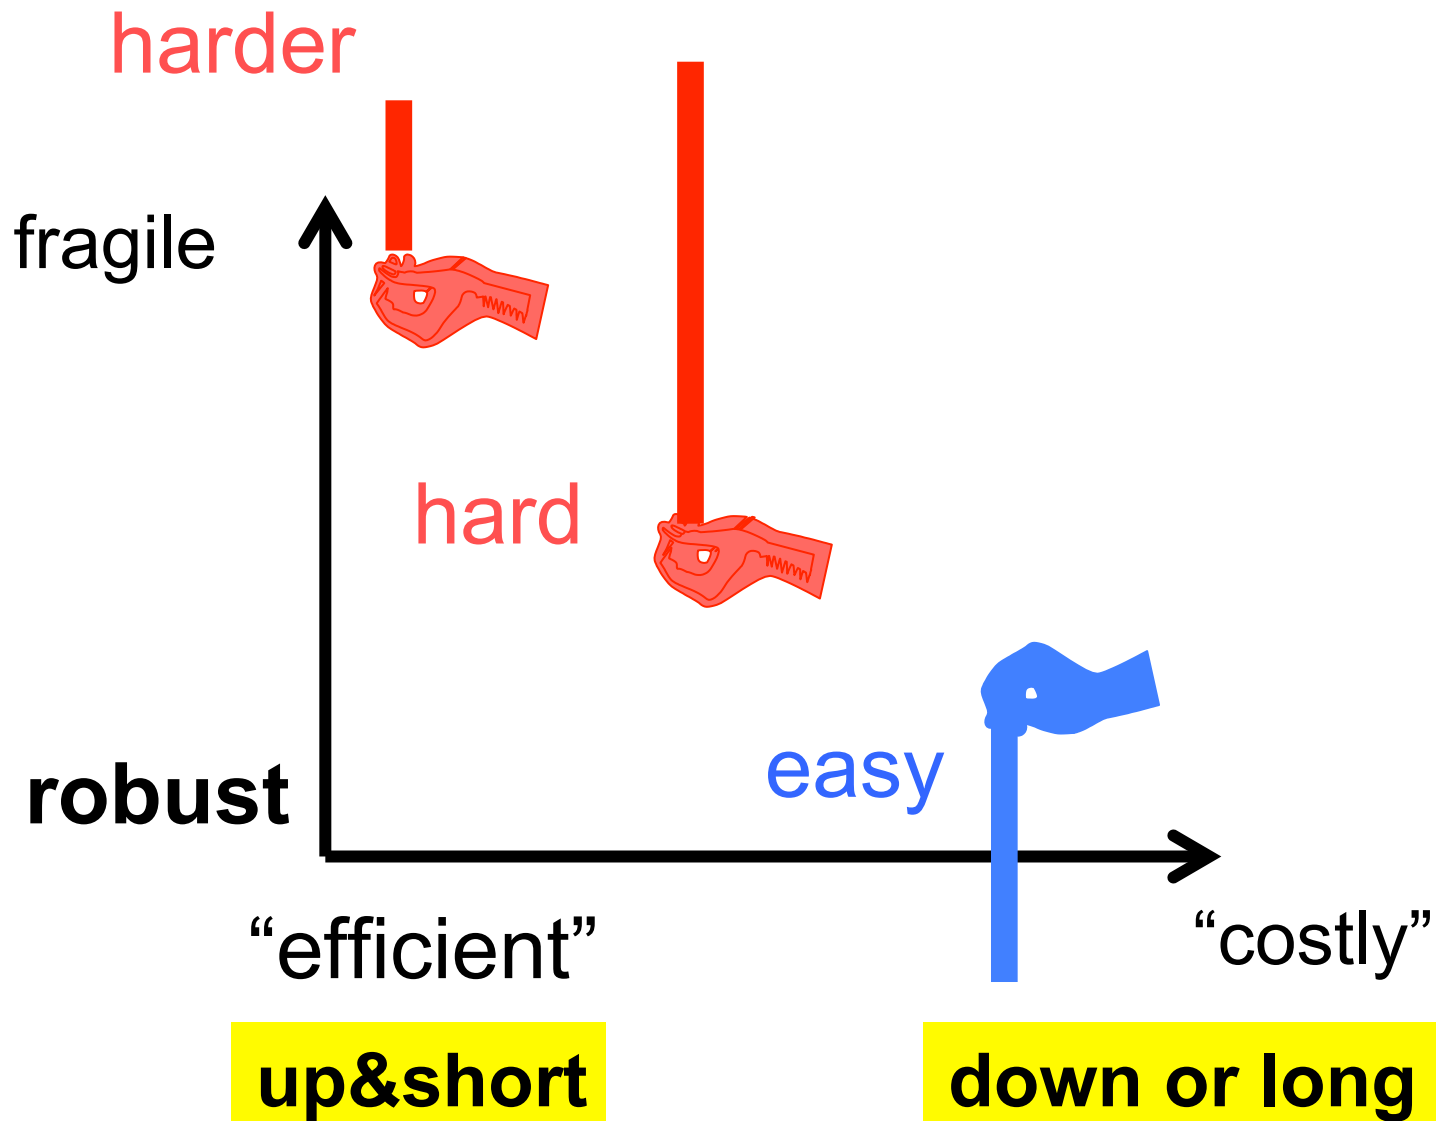 harder
fragile
hard
easy
robust
“efficient”
“costly”
up&short
down or long